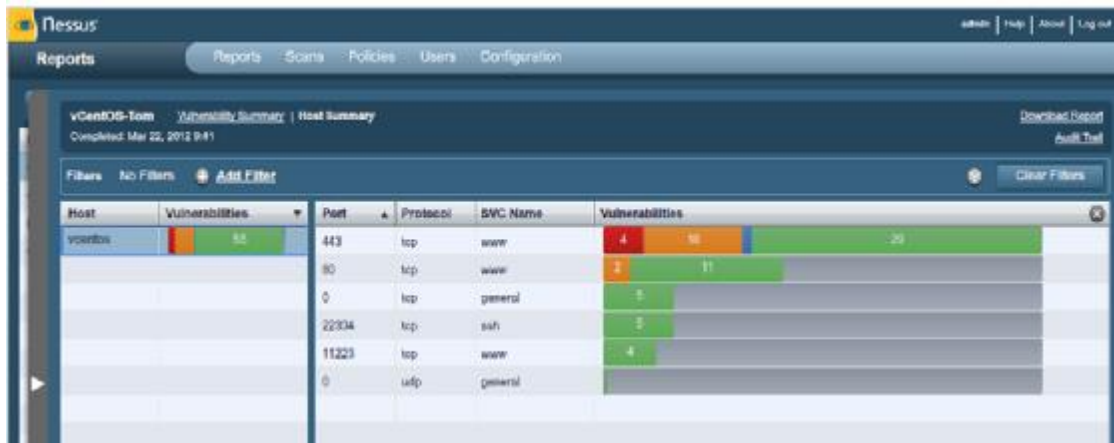 Nessus
admin | Help | About | Log out
Reports
Reports Scans Policies Users Configuration
vCentOS-Tom Vulnerability Summary | Host Summary
Download Report
Completed: Mar 22, 2012 9:41
Audit Trail
Filters No Filters Add Filter
Clear Filters
Host Vulnerabilities Port Protocol SVC Name Vulnerabilities
vcentos 443 tcp www 4
80 tcp www 2 11
0 tcp general 5
22334 tcp ssh 5
11223 tcp www 4
0 udp general